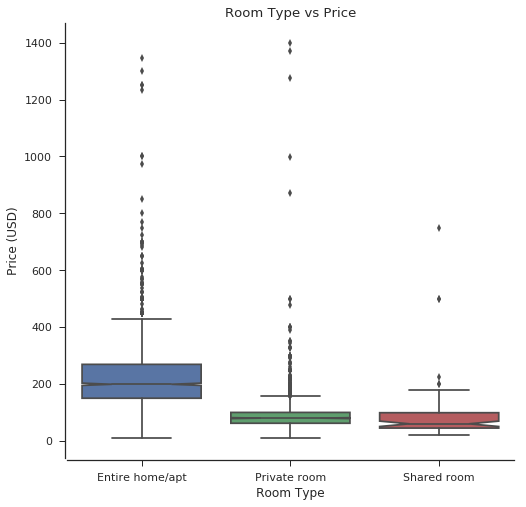 Room Type vs Price
Price (USD)
1400
1200
1000
800
600
400
200
0
Entire home/apt
Private room
Shared room
Room Type